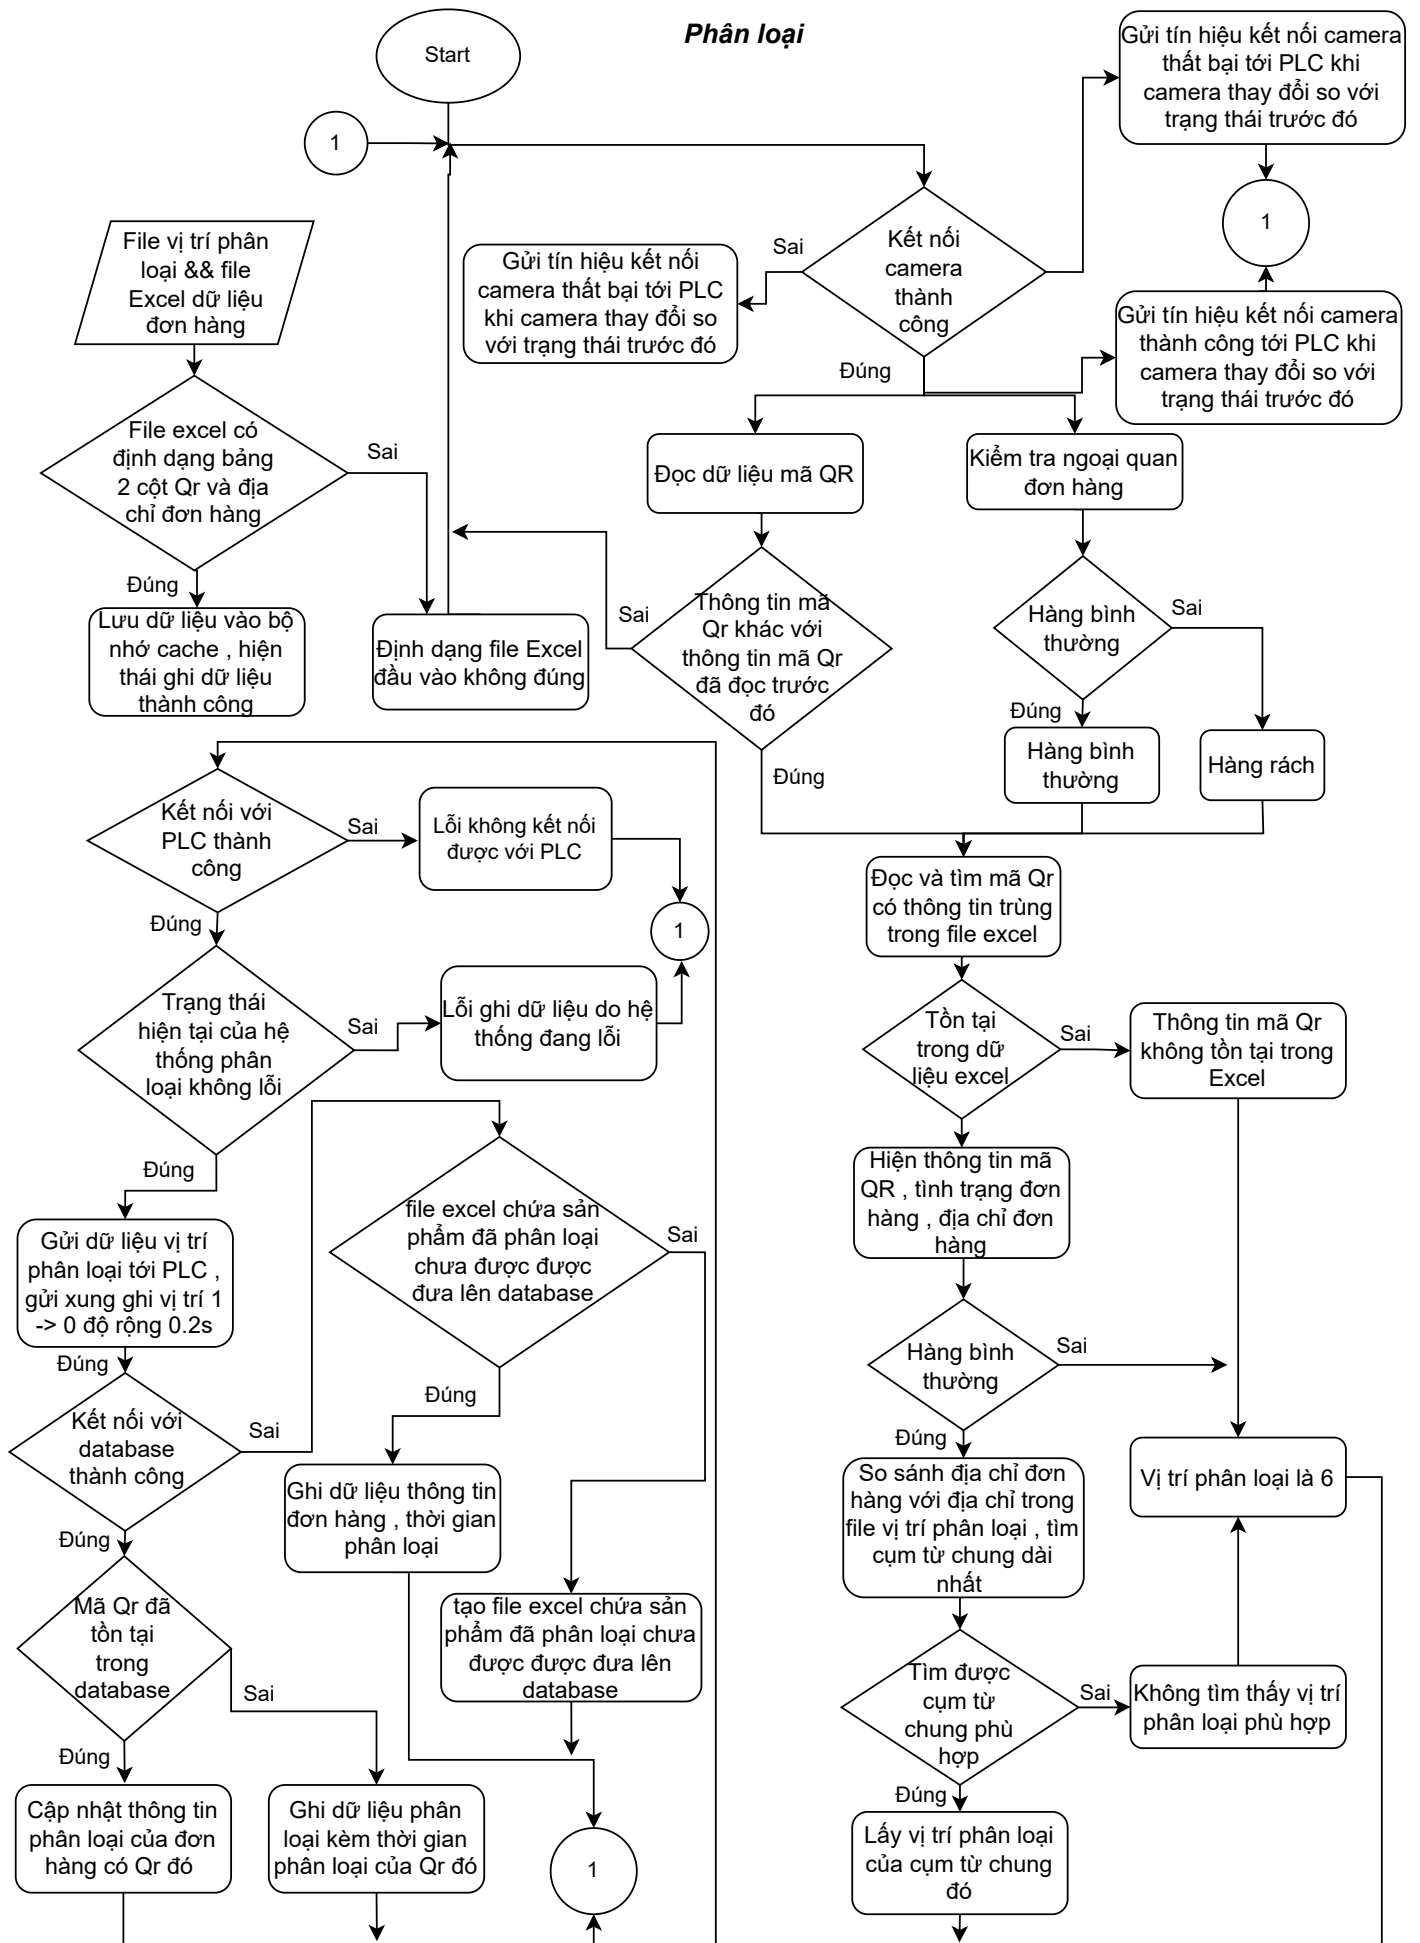 Phân loại
Start
1
Gửi tín hiệu kết nối camera
thất bại tới PLC khi
camera thay đổi so với
trạng thái trước đó
1
Gửi tín hiệu kết nối camera
thành công tới PLC khi
camera thay đổi so với
trạng thái trước đó
Kết nối
camera
thành
công
Sai
Gửi tín hiệu kết nối
camera thất bại tới PLC
khi camera thay đổi so
với trạng thái trước đó
Đúng
File vị trí phân
loại && file
Excel dữ liệu
đơn hàng
File excel có
định dạng bảng
2 cột Qr và địa
chỉ đơn hàng
Sai
Đúng
Lưu dữ liệu vào bộ
nhớ cache , hiện
thái ghi dữ liệu
thành công
Định dạng file Excel
đầu vào không đúng
Đọc dữ liệu mã QR
Sai
Thông tin mã
Qr khác với
thông tin mã Qr
đã đọc trước
đó
Đúng
Kiểm tra ngoại quan
đơn hàng
Hàng bình
thường
Sai
Đúng
Hàng bình
thường
Hàng rách
Kết nối với
PLC thành
công
Sai
Lỗi không kết nối
được với PLC
Đúng
1
Trạng thái
hiện tại của hệ
thống phân
loại không lỗi
Sai
Lỗi ghi dữ liệu do hệ
thống đang lỗi
Đúng
Gửi dữ liệu vị trí
phân loại tới PLC ,
gửi xung ghi vị trí 1
-> 0 độ rộng 0.2s
Đúng
Kết nối với
database
thành công
Sai
Đúng
file excel chứa sản
phẩm đã phân loại
chưa được được
đưa lên database
Sai
Đúng
Ghi dữ liệu thông tin
đơn hàng , thời gian
phân loại
tạo file excel chứa sản
phẩm đã phân loại chưa
được được đưa lên
database
Mã Qr đã
tồn tại
trong
database
Sai
Đúng
Cập nhật thông tin
phân loại của đơn
hàng có Qr đó
Ghi dữ liệu phân
loại kèm thời gian
phân loại của Qr đó
1
Đọc và tìm mã Qr
có thông tin trùng
trong file excel
Tồn tại
trong dữ
liệu excel
Sai
Thông tin mã Qr
không tồn tại trong
Excel
Hiện thông tin mã
QR , tình trạng đơn
hàng , địa chỉ đơn
hàng
Hàng bình
thường
Sai
Đúng
So sánh địa chỉ đơn
hàng với địa chỉ trong
file vị trí phân loại , tìm
cụm từ chung dài
nhất
Vị trí phân loại là 6
Tìm được
cụm từ
chung phù
hợp
Sai
Không tìm thấy vị trí
phân loại phù hợp
Đúng
Lấy vị trí phân loại
của cụm từ chung
đó